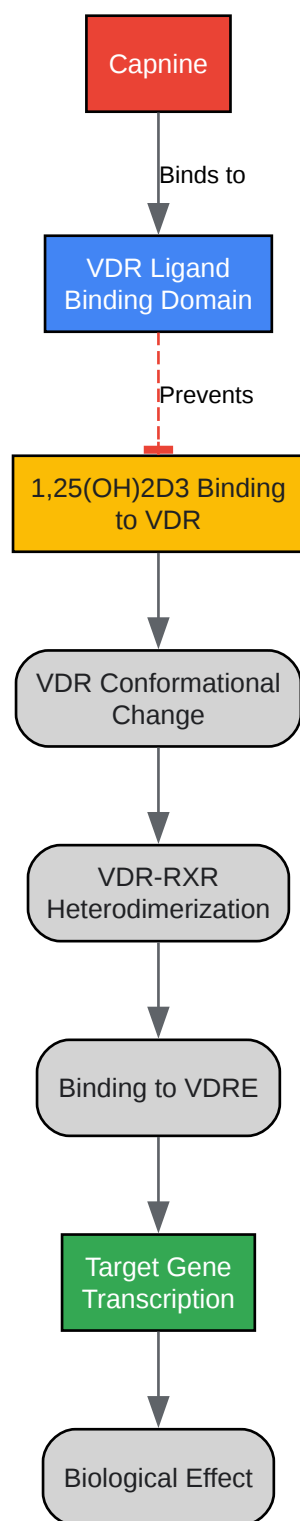 Capnine
Binds to
VDR Ligand
Binding Domain
Prevents
1,25(OH)2D3 Binding
to VDR
VDR Conformational
Change
VDR-RXR
Heterodimerization
Binding to VDRE
Target Gene
Transcription
Biological Effect